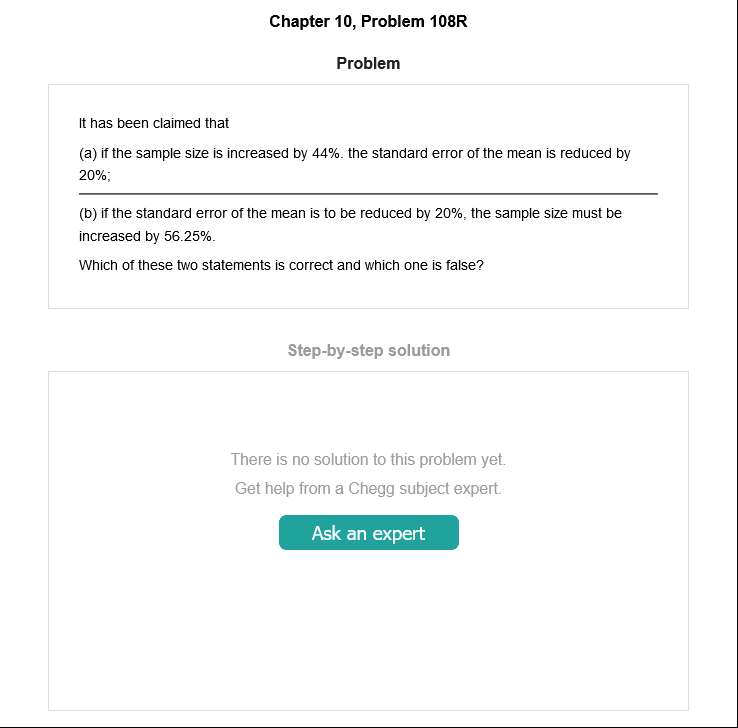 Chapter 10, Problem 108R
Problem
It has been claimed that
(a) if the sample size is increased by 44%. the standard error of the mean is reduced by
20%;
(b) if the standard error of the mean is to be reduced by 20%, the sample size must be
increased by 56.25%.
Which of these two statements is correct and which one is false?
Step-by-step solution
There is no solution to this problem yet.
Get help from a Chegg subject expert.
Ask an expert